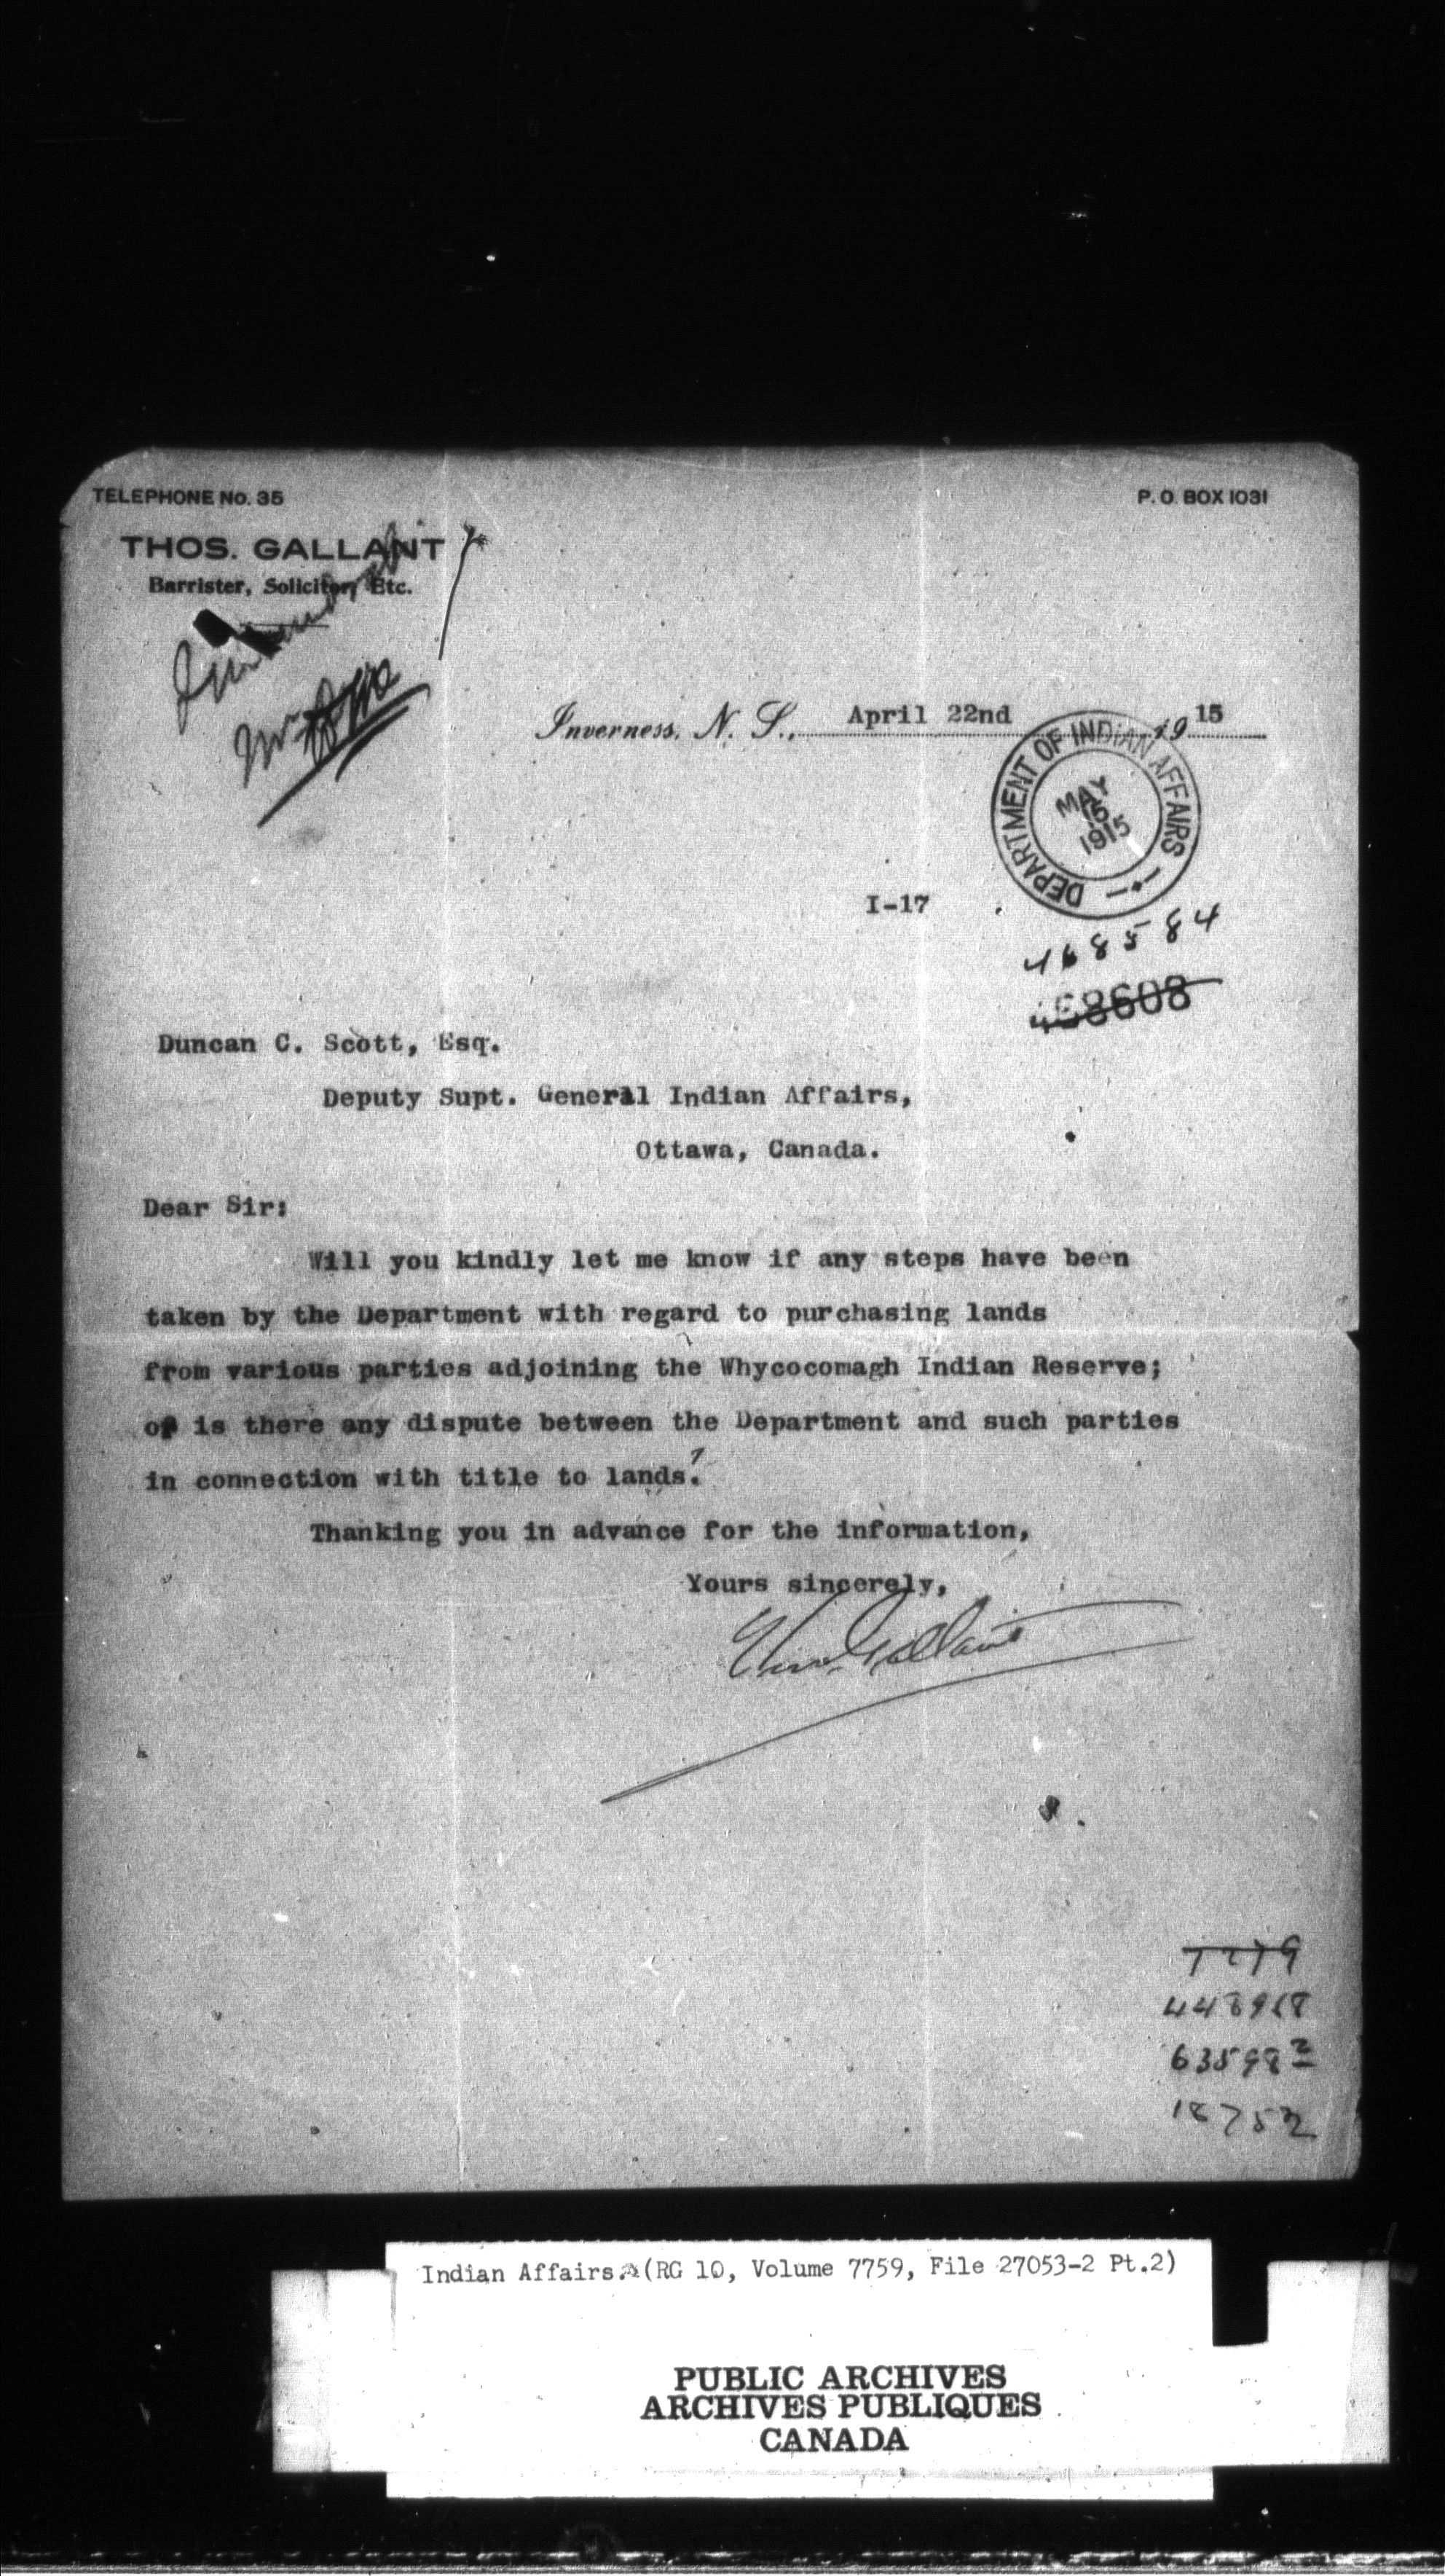 TELEPHONE No. 35
P. O. BOX 1031
THOS. GALLANT
Barrister, Solicitor, Etc.
Inverness, N. S., April 22nd 1915
DEPARTMENT OF INDIAN AFFAIRS
MAY
15
1915
I-17
468584
458608
Duncan C. Scott, Esq.
Deputy Supt. General Indian Affairs,
Ottawa, Canada.
Dear Sir:
Will you kindly let me know if any steps have been
taken by the Department with regard to purchasing lands
from various parties adjoining the Whycocomagh Indian Reserve;
or is there any dispute between the Department and such parties
in connection with title to lands?
Thanking you in advance for the information,
Yours sincerely,
Thos. Gallant
Indian Affairs. (RG 10, Volume 7759, File 27053-2 Pt.2)
PUBLIC ARCHIVES
ARCHIVES PUBLIQUES
CANADA